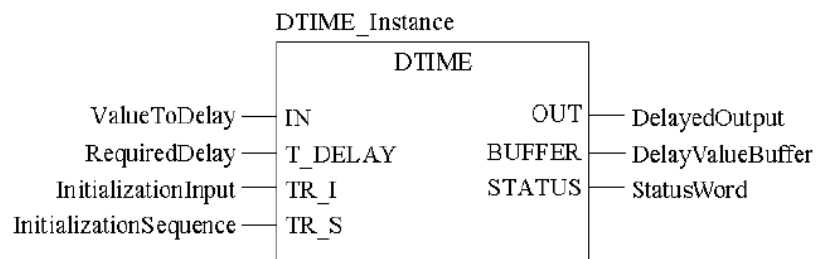 DTIME_Instance
DTIME
ValueToDelay IN OUT DelayedOutput
RequiredDelay T_DELAY BUFFER DelayValueBuffer
InitializationInput TR_I STATUS StatusWord
InitializationSequence TR_S